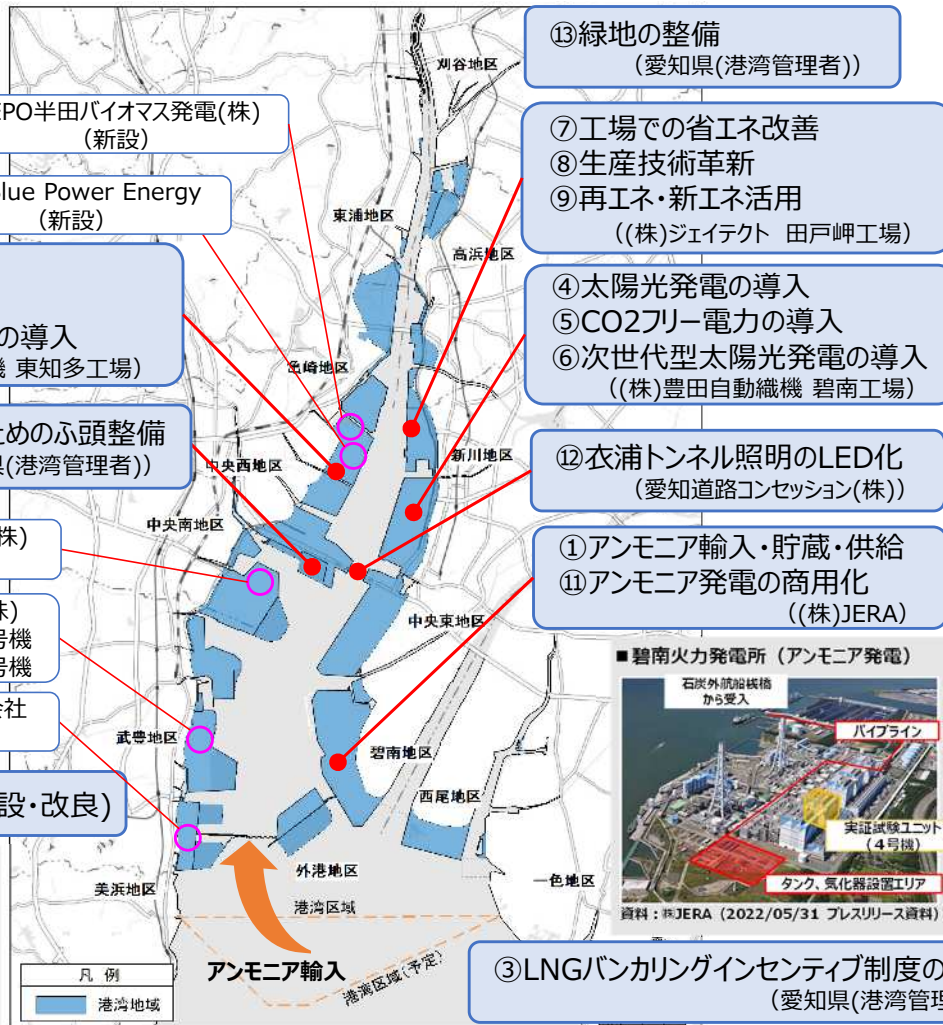 ⑬緑地の整備
(愛知県(港湾管理者))
刈谷地区
EPO半田バイオマス発電(株)
(新設)
⑦工場での省エネ改善
⑧生産技術革新
⑨再エネ・新エネ活用
((株)ジェイテクト 田戸岬工場)
lue Power Energy
(新設)
東浦地区
高浜地区
の導入
機 東知多工場)
亀崎地区
④太陽光発電の導入
⑤CO2フリー電力の導入
⑥次世代型太陽光発電の導入
((株)豊田自動織機 碧南工場)
ためのふ頭整備
県(港湾管理者))
中央西地区
新川地区
⑫衣浦トンネル照明のLED化
(愛知道路コンセッション(株))
中央南地区
株)
①アンモニア輸入・貯蔵・供給
⑪アンモニア発電の商用化
((株)JERA)
株)
号機
号機
中央東地区
会社
武豊地区
碧南地区
西尾地区
設・改良)
■碧南火力発電所(アンモニア発電)
石炭外航船桟橋
から受入
パイプライン
実証試験ユニット
(4号機)
タンク、気化器設置エリア
資料:㈱JERA(2022/05/31 プレスリリース資料)
美浜地区
外港地区
一色地区
港湾区域
港湾区域(予定)
アンモニア輸入
凡 例
港湾地域
③LNGバンカリングインセンティブ制度の
(愛知県(港湾管理